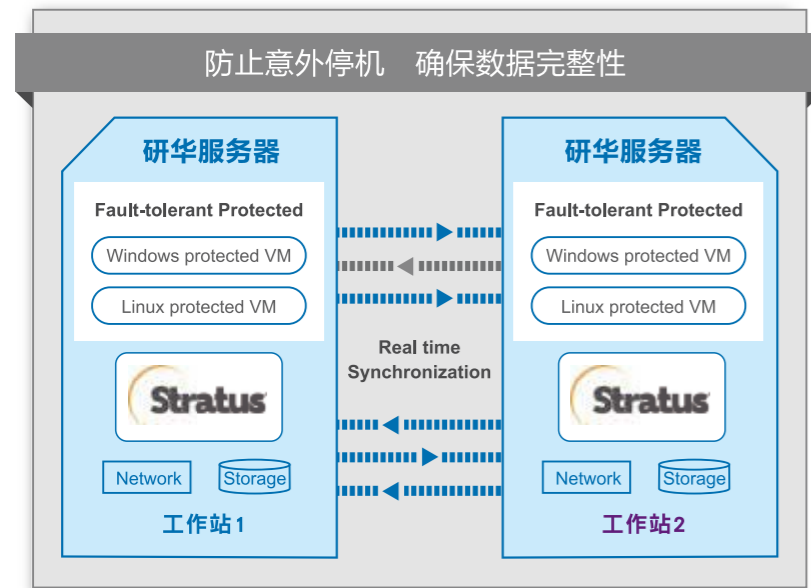 防止意外停机 确保数据完整性
研华服务器
Fault-tolerant Protected
Windows protected VM
Linux protected VM
Stratus
Network
Storage
工作站1
Real time
Synchronization
研华服务器
Fault-tolerant Protected
Windows protected VM
Linux protected VM
Stratus
Network
Storage
工作站2